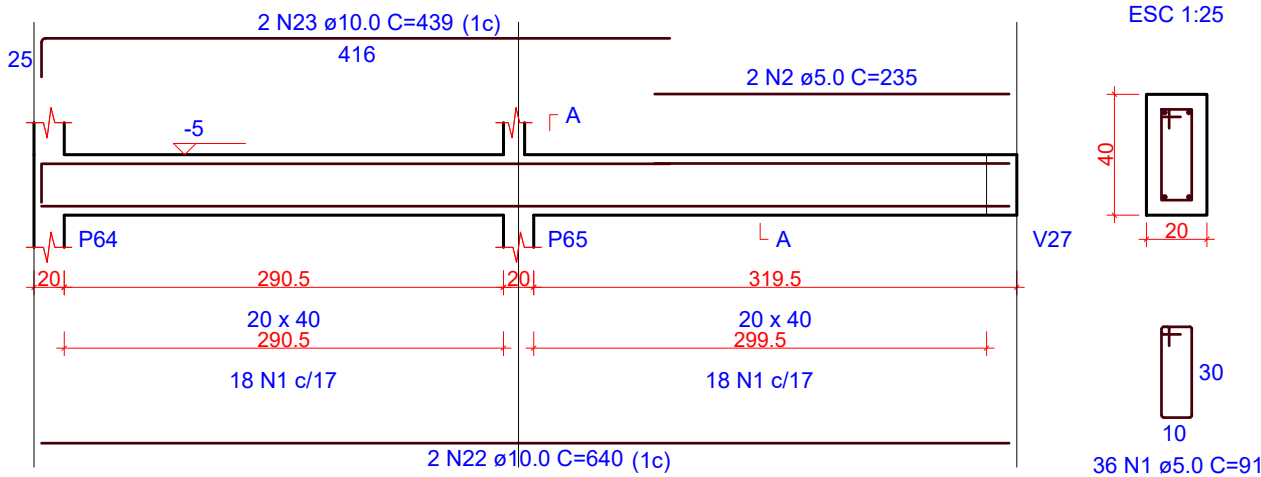 2 N23 ø10.0 C=439 (1c)
ESC 1:25
25
416
2 N2 ø5.0 C=235
A
-5
40
P64
P65
A
V27
20
20
290.5
20
319.5
20 x 40
20 x 40
290.5
299.5
18 N1 c/17
18 N1 c/17
30
10
2 N22 ø10.0 C=640 (1c)
36 N1 ø5.0 C=91